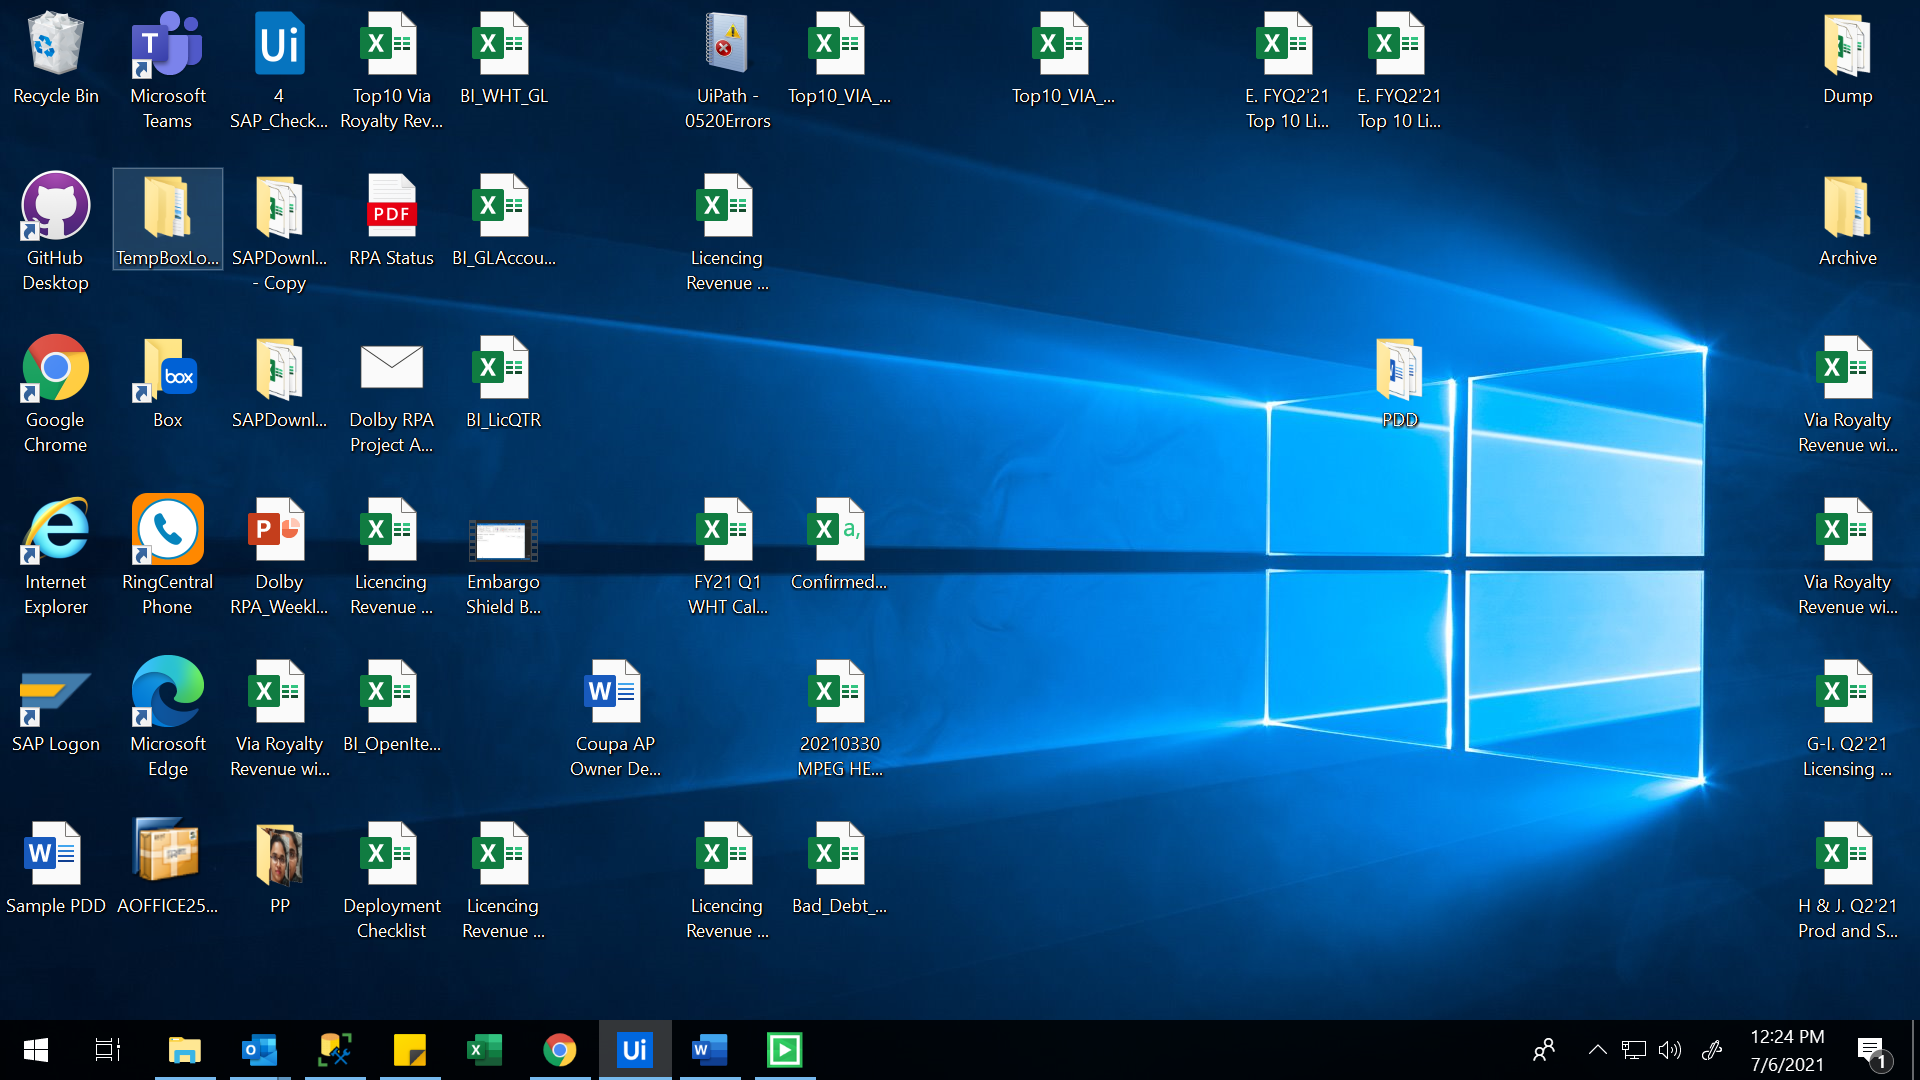 Recycle Bin
Microsoft
Teams
4
SAP_Check...
Top10 Via
Royalty Rev...
BI_WHT_GL
UiPath -
0520Errors
Top10_VIA_...
Top10_VIA_...
E. FYQ2'21
Top 10 Li...
E. FYQ2'21
Top 10 Li...
Dump
GitHub
Desktop
TempBoxLo...
SAPDownl...
- Copy
PDF
RPA Status
BI_GLAccou...
Licencing
Revenue ...
Archive
Google
Chrome
box
Box
SAPDownl...
Dolby RPA
Project A...
BI_LicQTR
PDD
Via Royalty
Revenue wi...
Internet
Explorer
RingCentral
Phone
Dolby
RPA_Weekl...
Licencing
Revenue ...
Embargo
Shield B...
FY21 Q1
WHT Cal...
Confirmed...
Via Royalty
Revenue wi...
SAP Logon
Microsoft
Edge
Via Royalty
Revenue wi...
BI_OpenIte...
Coupa AP
Owner De...
20210330
MPEG HE...
G-I. Q2'21
Licensing ...
Sample PDD
AOFFICE25...
PP
Deployment
Checklist
Licencing
Revenue ...
Licencing
Revenue ...
Bad_Debt_...
H & J. Q2'21
Prod and S...
Ui
12:24 PM
7/6/2021
1